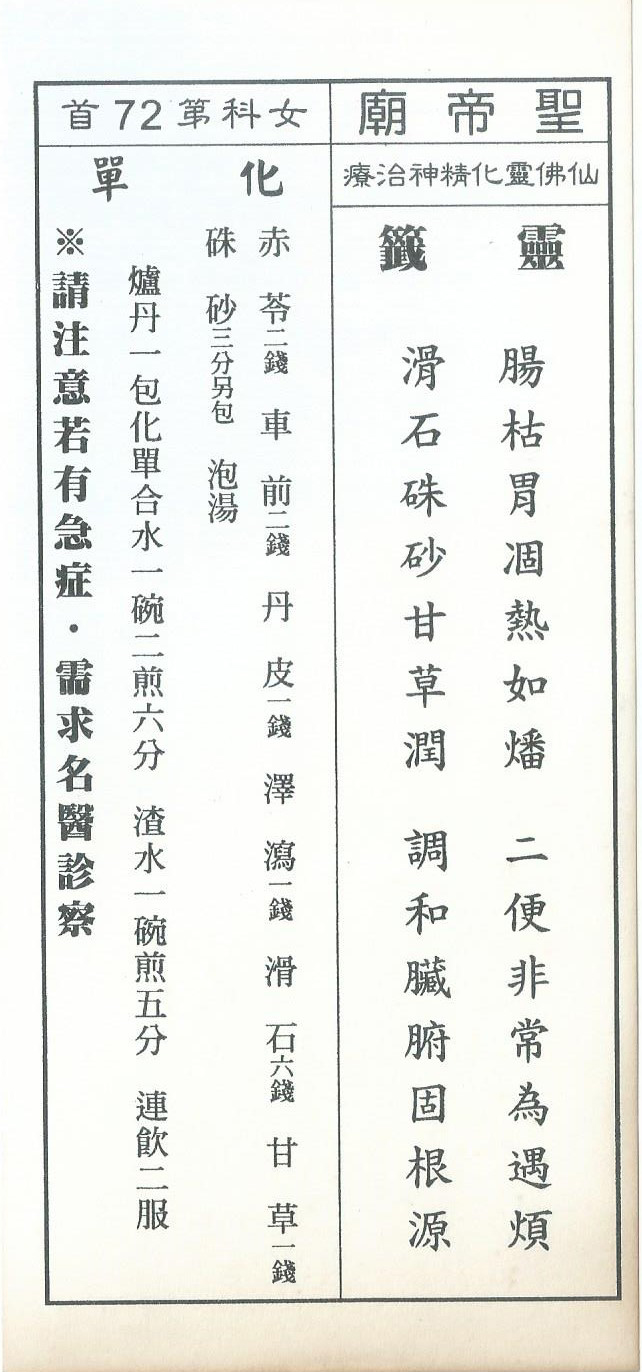 聖帝廟
仙佛靈化精神治療
靈籤
腸枯胃涸熱如燔 二便非常為遇煩
滑石硃砂甘草潤 調和臟腑固根源
女科第72首
化單
赤苓二錢 車前二錢 丹皮一錢 澤瀉一錢 滑石六錢 甘草一錢
硃砂三分另包 泡湯
爐丹一包化單合水一碗二煎六分 渣水一碗煎五分 連飲二服
※請注意若有急症・需求名醫診察